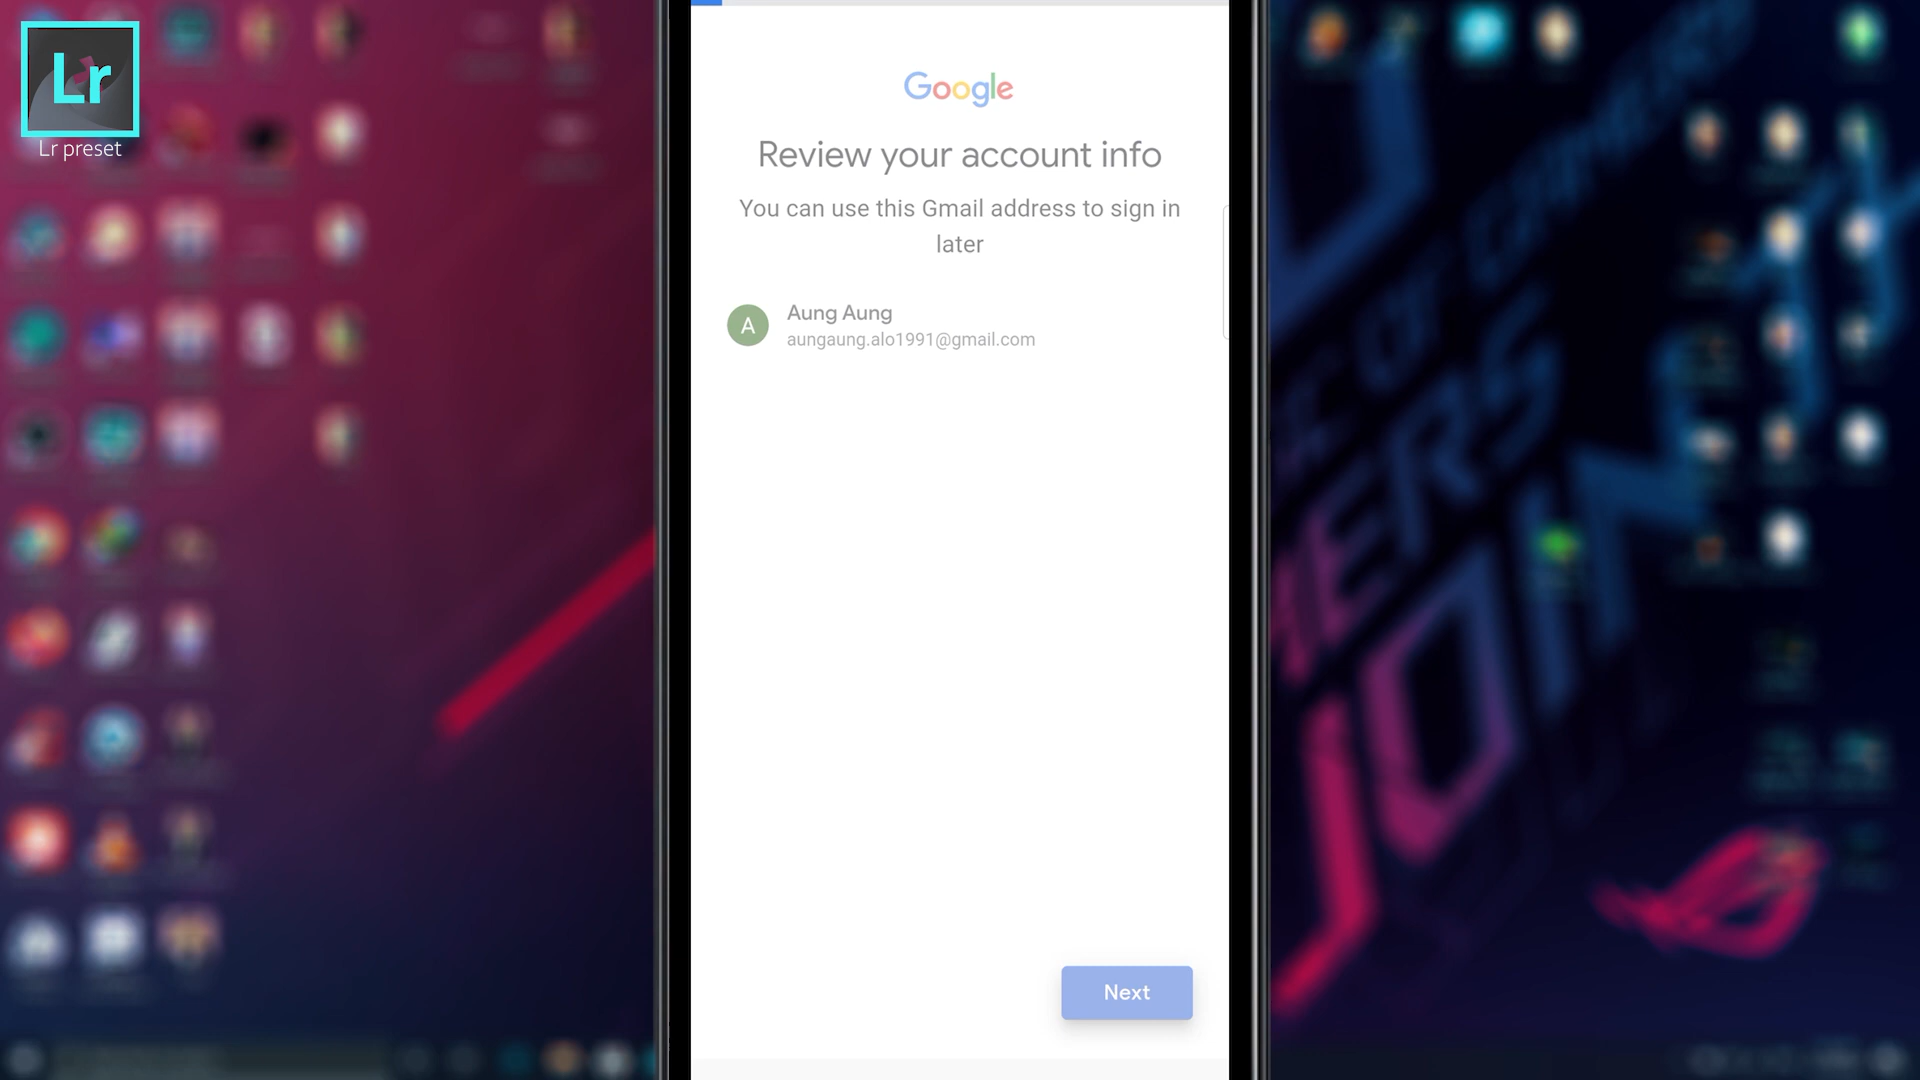 Lr
Lr preset
Google
Review your account info
You can use this Gmail address to sign in
later
A
Aung Aung
aungaung.alo1991@gmail.com
Next